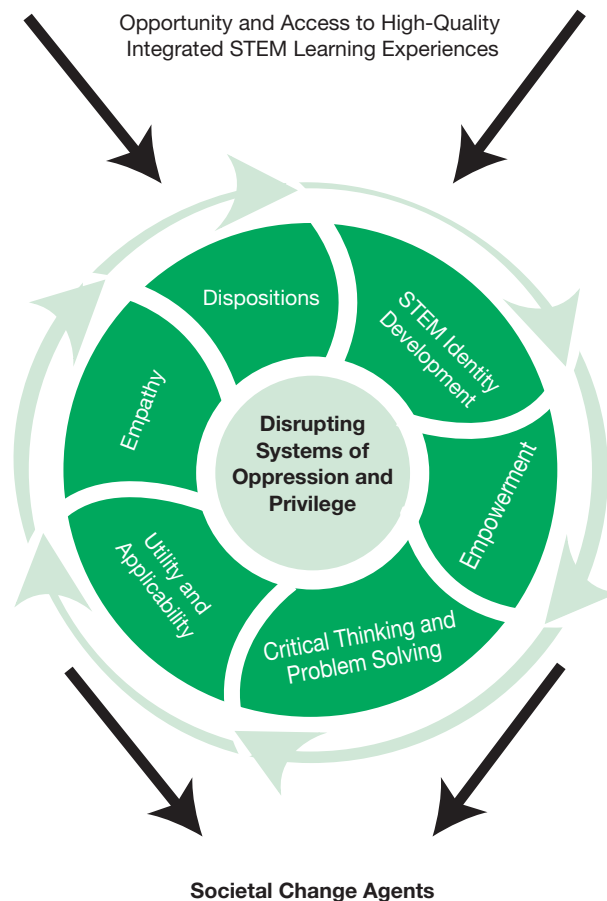 Opportunity and Access to High-Quality
Integrated STEM Learning Experiences
Dispositions
STEM Identity
Development
Empathy
Disrupting
Systems of
Oppression and
Privilege
Empowerment
Utility and
Applicability
Critical Thinking and
Problem Solving
Societal Change Agents